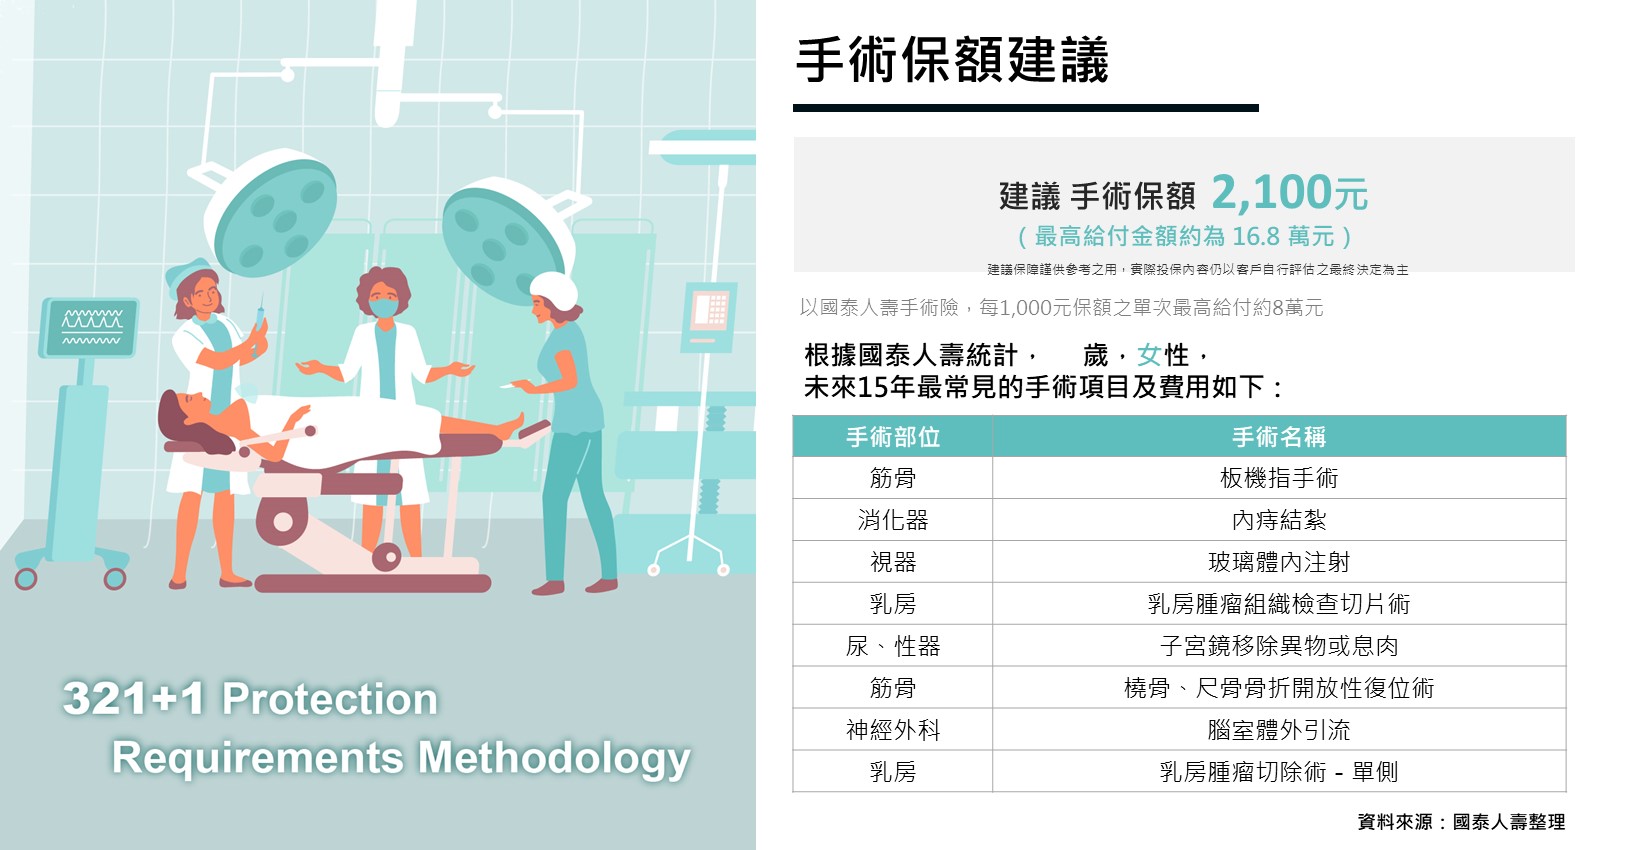 手術保額建議
建議 手術保額 2,100元
( 最高給付金額約為 16.8 萬元 )
建議保障謹供參考之用，實際投保內容仍以客戶自行評估之最終決定為主
以國泰人壽手術險，每1,000元保額之單次最高給付約8萬元
根據國泰人壽統計， 歲，女性，
未來15年最常見的手術項目及費用如下：
手術部位 手術名稱
筋骨 板機指手術
消化器 內痔結紮
視器 玻璃體內注射
乳房 乳房腫瘤組織檢查切片術
尿、性器 子宮鏡移除異物或息肉
筋骨 橈骨、尺骨骨折開放性復位術
神經外科 腦室體外引流
乳房 乳房腫瘤切除術 - 單側
資料來源：國泰人壽整理
321+1 Protection
Requirements Methodology